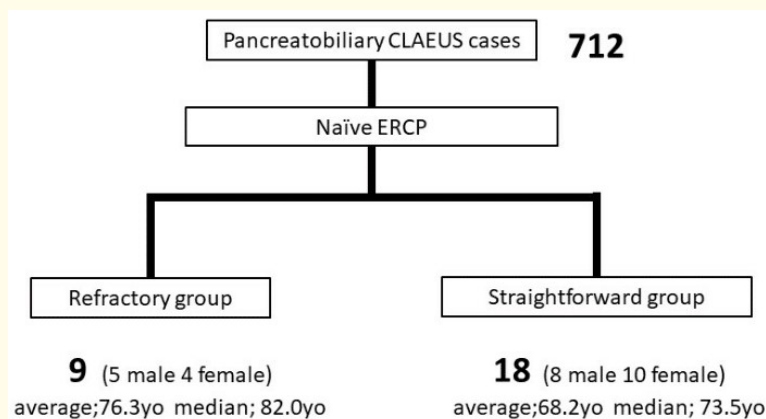 Pancreatobiliary CLAEUS cases 712
Naïve ERCP
Refractory group
Straightforward group
9 (5 male 4 female)
average;76.3yo median; 82.0yo
18 (8 male 10 female)
average;68.2yo median; 73.5yo